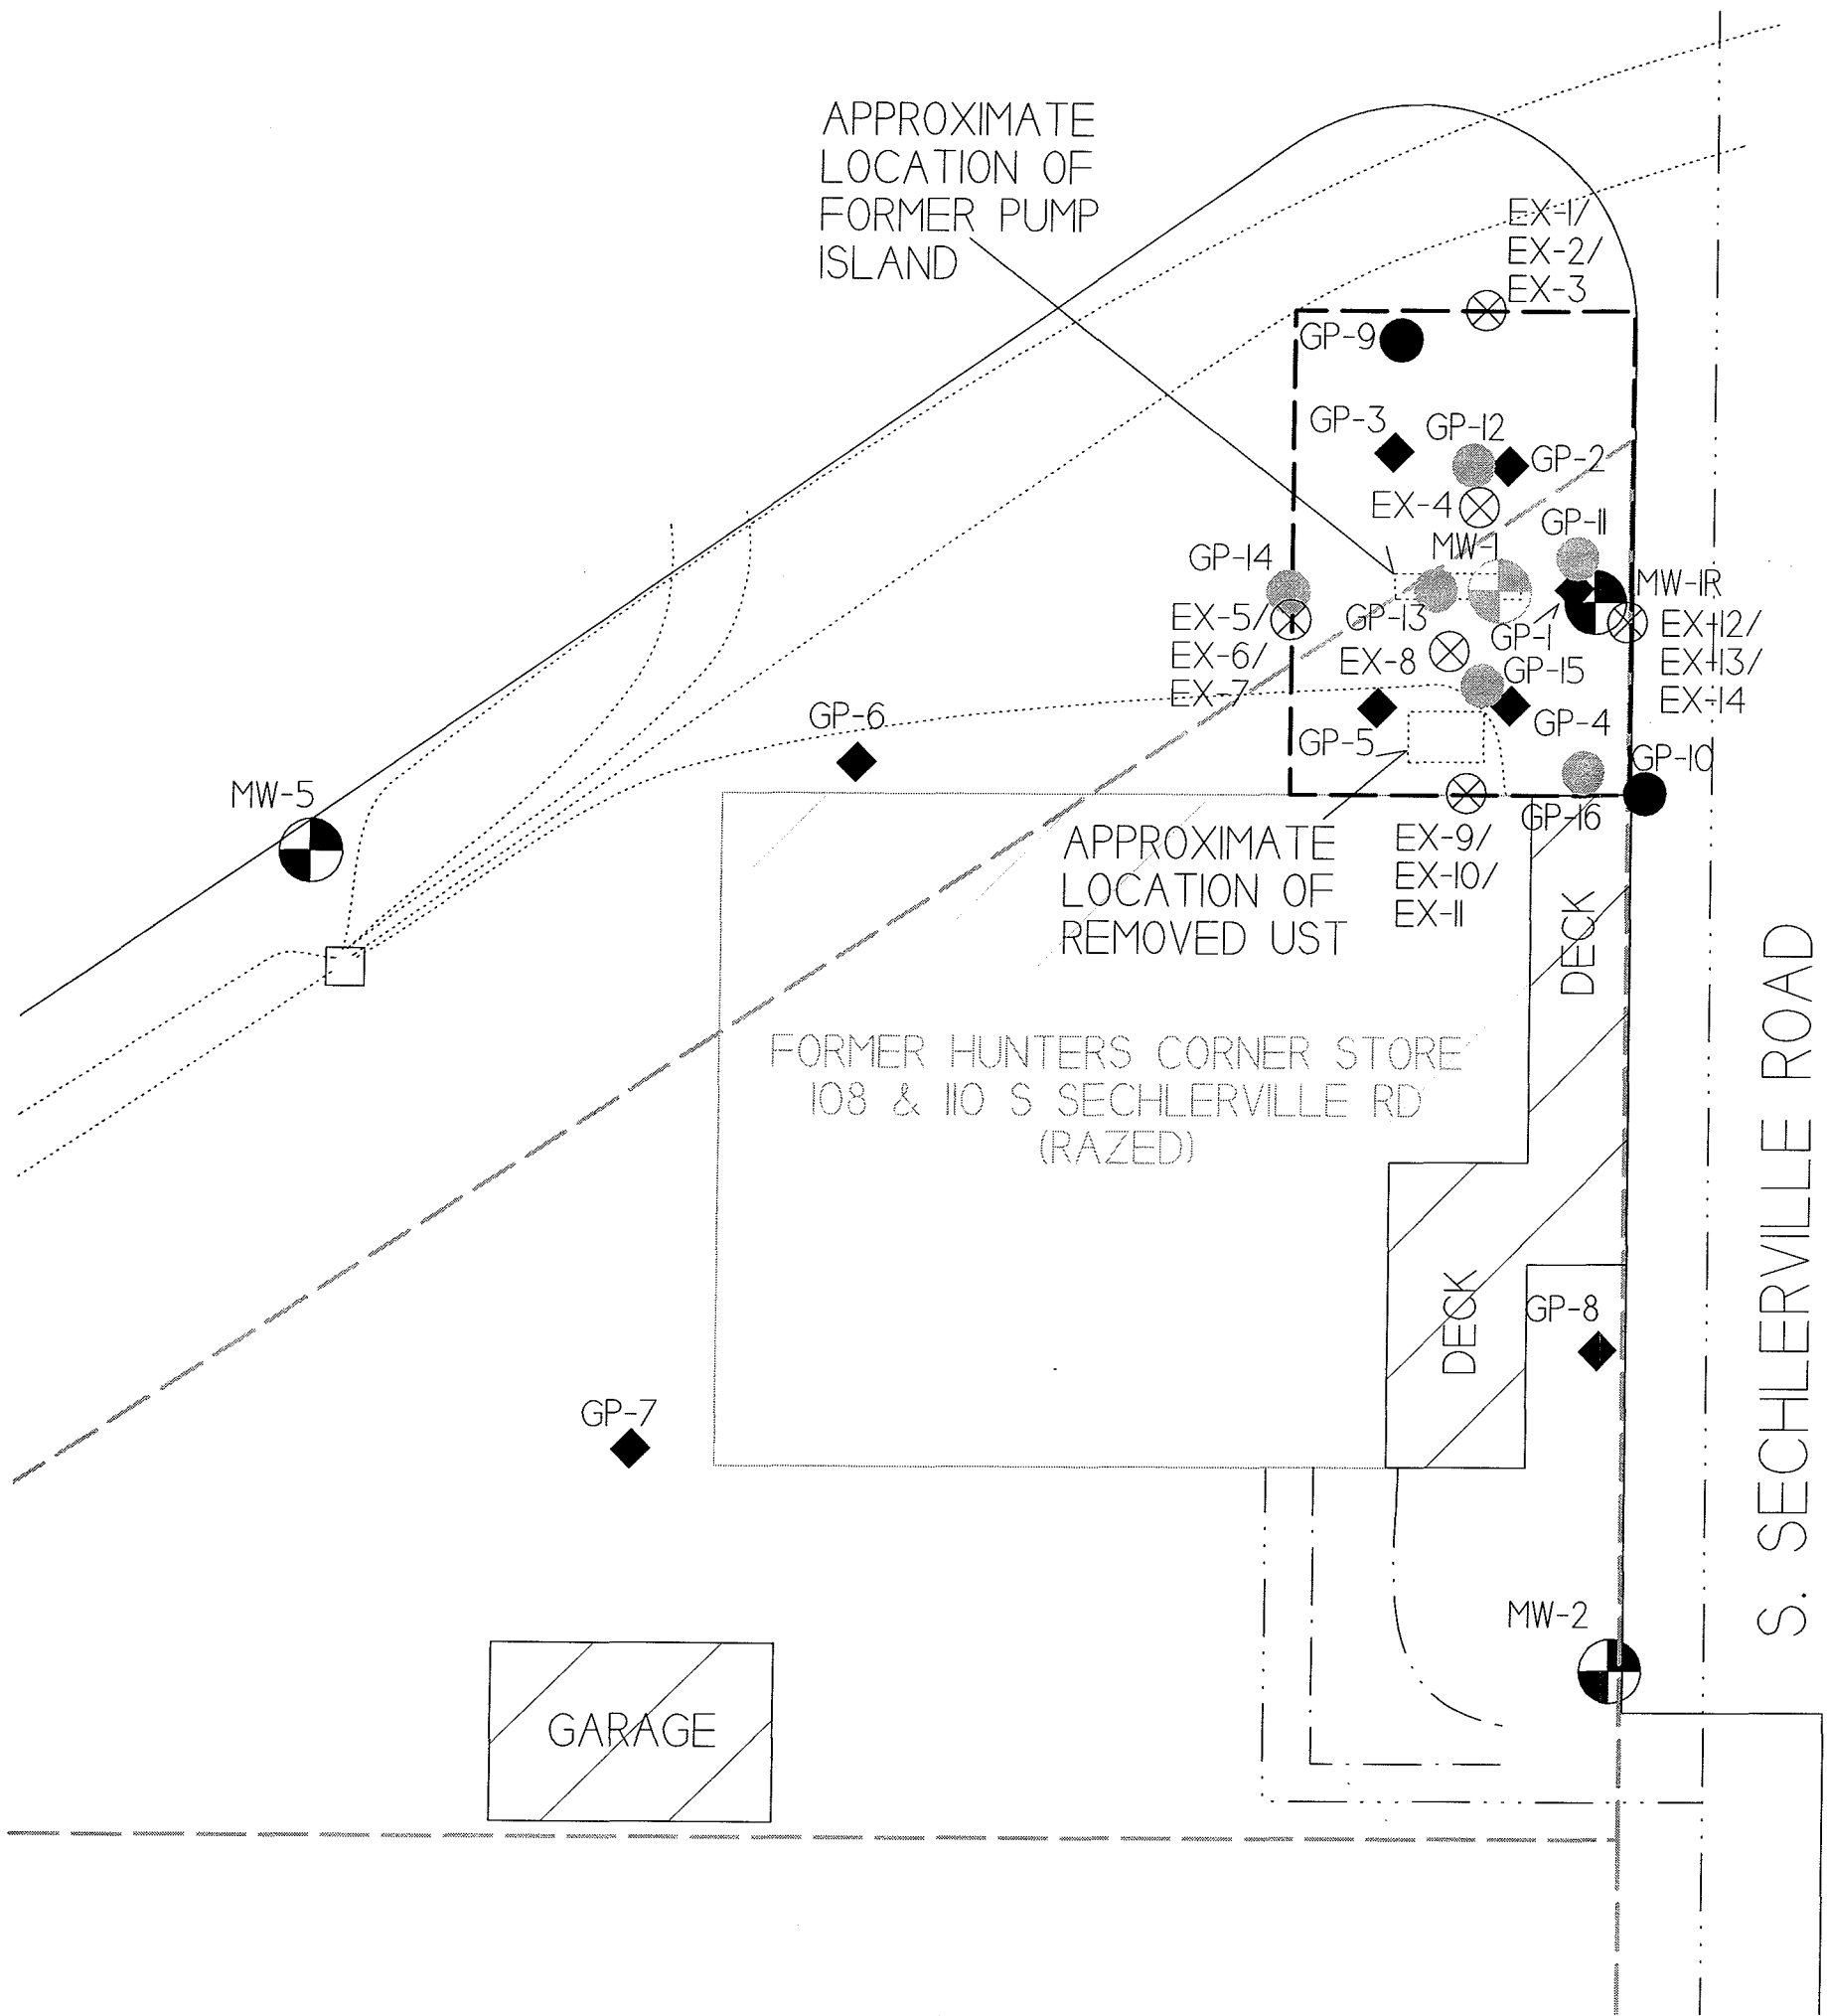 APPROXIMATE
LOCATION OF
FORMER PUMP
ISLAND
EX-1/
EX-2/
EX-3
GP-9
GP-3
GP-12
GP-2
EX-4
GP-11
MW-1
GP-14
MW-1R
GP-13
GP-1
EX-5/
EX-6/
EX-7
EX-12/
EX-13/
EX-14
EX-8
GP-15
GP-6
GP-4
GP-5
GP-10
MW-5
GP-16
APPROXIMATE
LOCATION OF
REMOVED UST
EX-9/
EX-10/
EX-11
DECK
FORMER HUNTERS CORNER STORE
108 & 110 S SECHLERVILLE RD
(RAZED)
S. SECHLERVILLE ROAD
DECK
GP-8
GP-7
MW-2
GARAGE